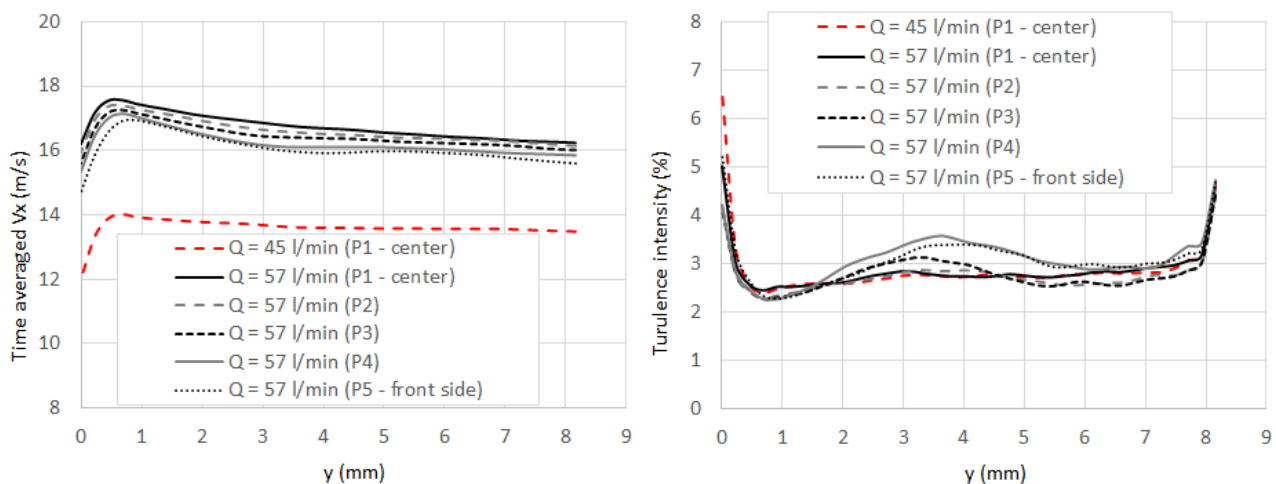 20
18
16
14
12
10
8
Time averaged Vx (m/s)
Q = 45 l/min (P1 - center)
Q = 57 l/min (P1 - center)
Q = 57 l/min (P2)
Q = 57 l/min (P3)
Q = 57 l/min (P4)
Q = 57 l/min (P5 - front side)
0 1 2 3 4 5 6 7 8 9
y (mm)
8%
7%
6%
5%
4%
3
2
1
0
Turulence intensity (%)
Q = 45 l/min (P1 - center)
Q = 57 l/min (P1 - center)
Q = 57 l/min (P2)
Q = 57 l/min (P3)
Q = 57 l/min (P4)
Q = 57 l/min (P5 - front side)
0 1 2 3 4 5 6 7 8 9
y (mm)